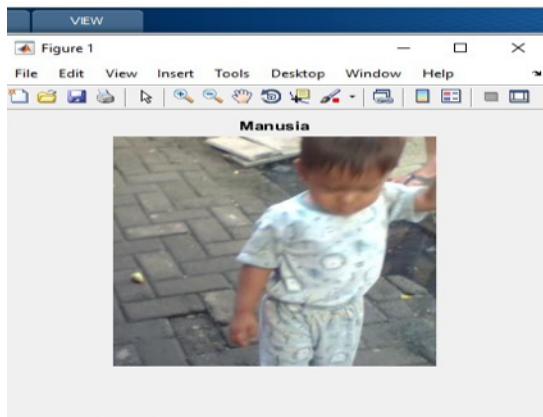 VIEW
Figure 1
File Edit View Insert Tools Desktop Window Help
Manusia